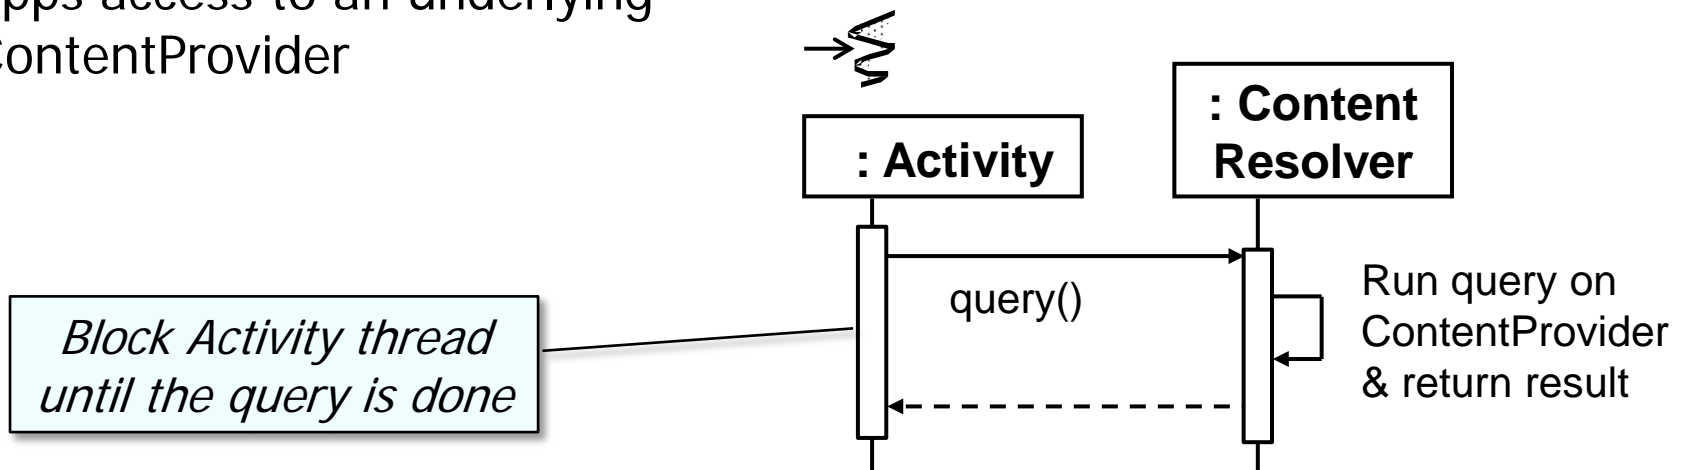 access to an underlying
ContentProvider
: Content
Resolver
: Activity
query()
Run query on
ContentProvider
& return result
Block Activity thread
until the query is done